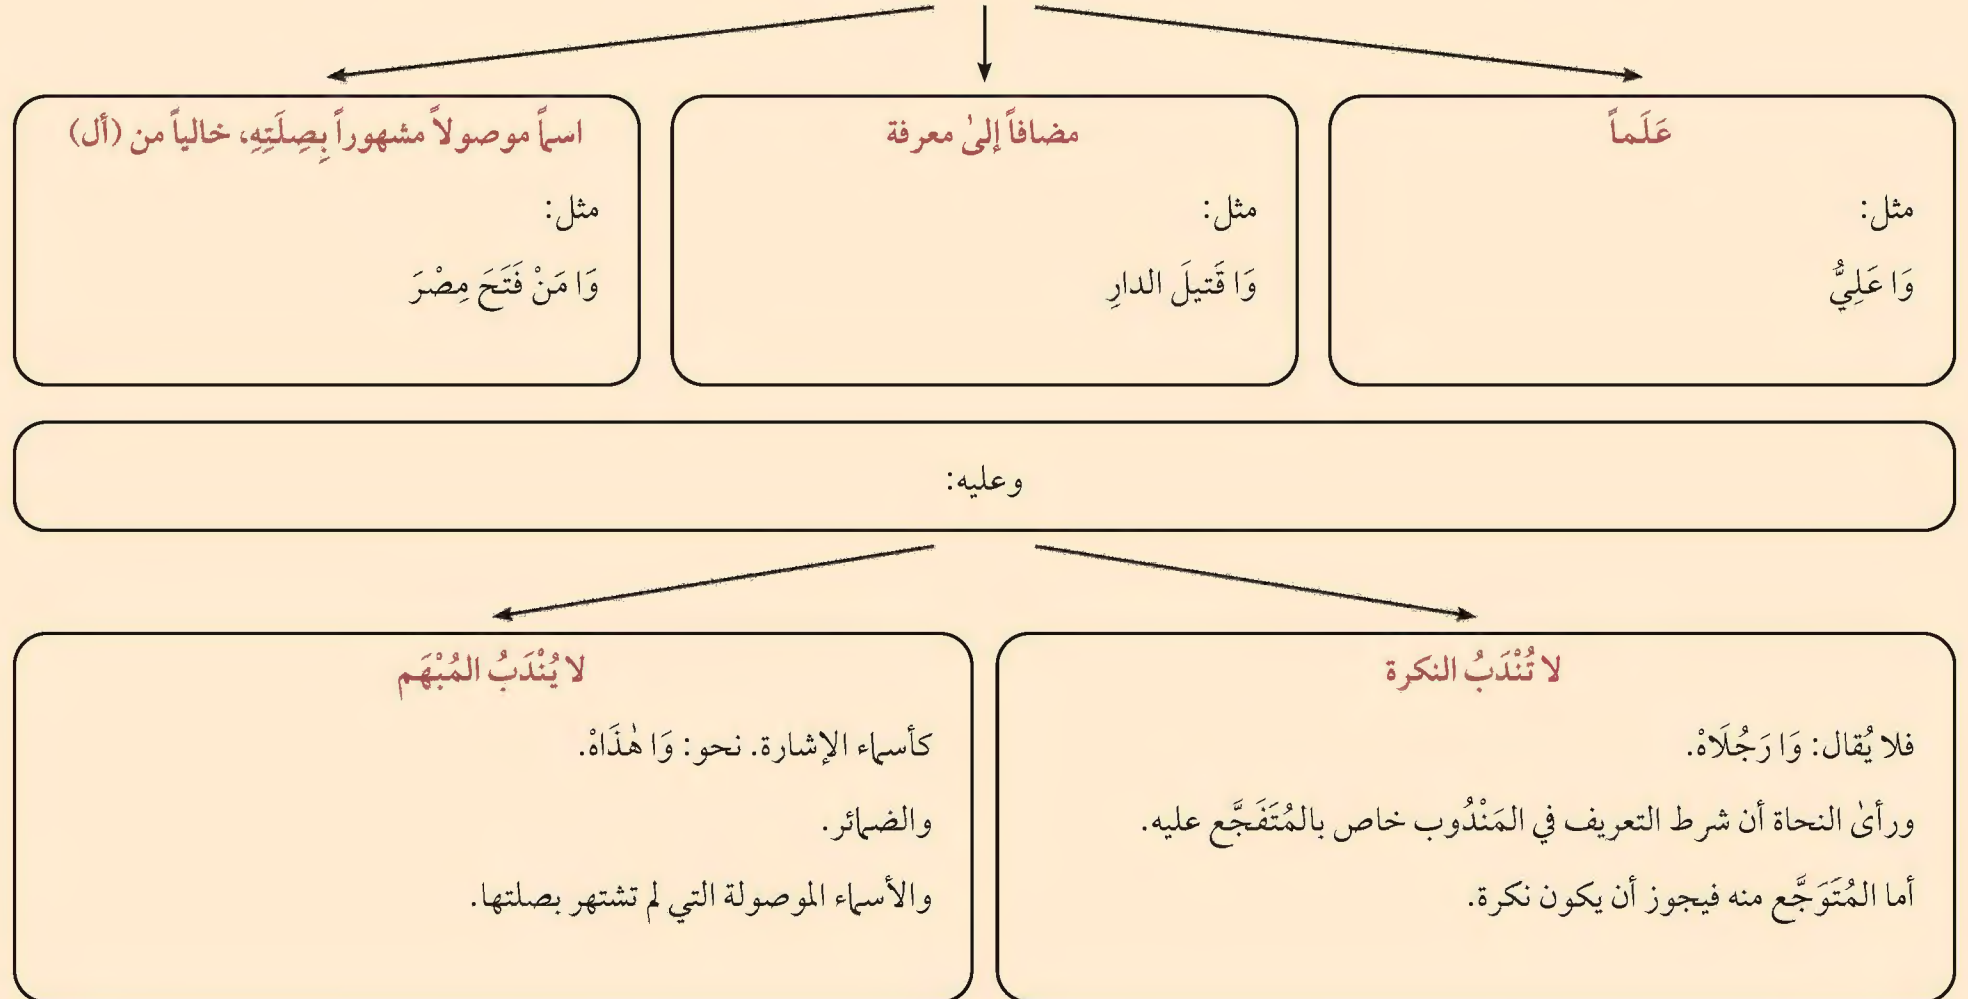 عَلَماً
مثل:
وَا عَلِيُّ
مضافاً إلىٰ معرفة
مثل:
وَا قَتيلَ الدارِ
اسماً موصولاً مشهوراً بِصِلَتِهِ، خالياً من (أل)
مثل:
وَا مَنْ فَتَحَ مِصْرَ
وعليه:
لا تُنْدَبُ النكرة
فلا يُقال: وَا رَجُلَاهْ.
ورأىٰ النحاة أن شرط التعريف في المَنْدُوب خاص بالمُتَفَجَّع عليه.
أما المُتَوَجَّع منه فيجوز أن يكون نكرة.
لا يُنْدَبُ المُبْهَم
كأسماء الإشارة. نحو: وَا هٰذَاهْ.
والضمائر.
والأسماء الموصولة التي لم تشتهر بصلتها.